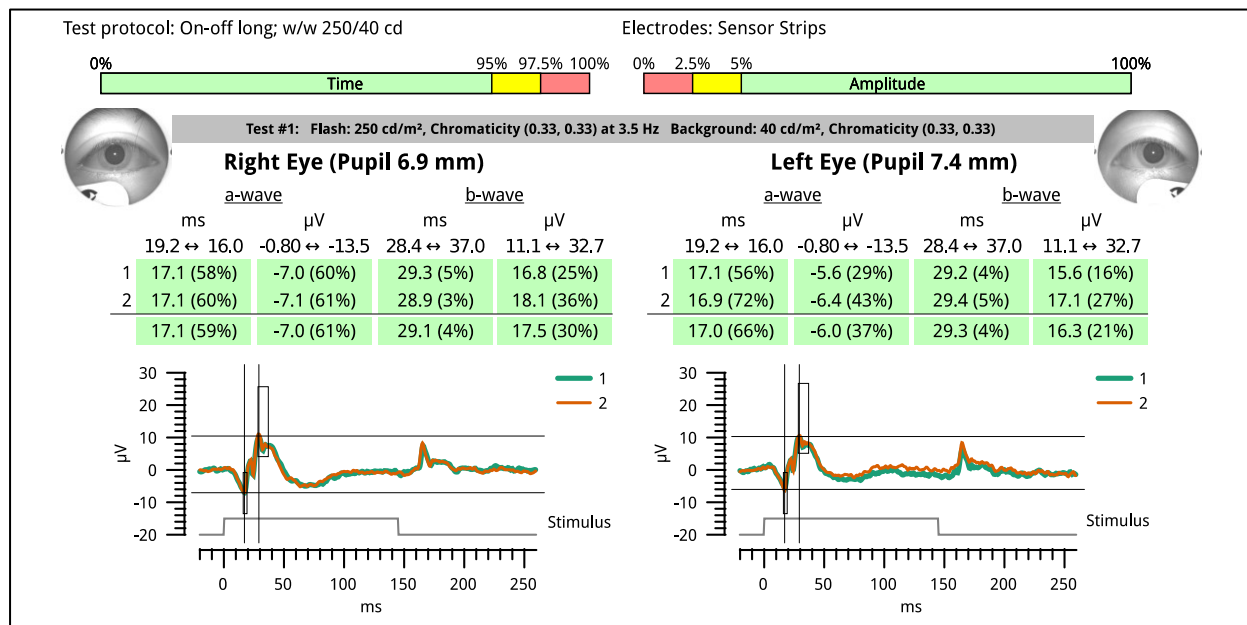 Test protocol: On-off long; w/w 250/40 cd Electrodes: Sensor Strips
0% 95% 97.5% 100% 0% 2.5% 5% 100%
Time Amplitude
Test #1: Flash: 250 cd/m², Chromaticity (0.33, 0.33) at 3.5 Hz Background: 40 cd/m², Chromaticity (0.33, 0.33)
Right Eye (Pupil 6.9 mm)
a-wave b-wave
ms µV ms µV
19.2 ↔ 16.0 -0.80 ↔ -13.5 28.4 ↔ 37.0 11.1 ↔ 32.7
1 17.1 (58%) -7.0 (60%) 29.3 (5%) 16.8 (25%)
2 17.1 (60%) -7.1 (61%) 28.9 (3%) 18.1 (36%)
17.1 (59%) -7.0 (61%) 29.1 (4%) 17.5 (30%)
30
20
10
0
-10
-20
µV
1
2
Stimulus
0 50 100 150 200 250
ms
Left Eye (Pupil 7.4 mm)
a-wave b-wave
ms µV ms µV
19.2 ↔ 16.0 -0.80 ↔ -13.5 28.4 ↔ 37.0 11.1 ↔ 32.7
1 17.1 (56%) -5.6 (29%) 29.2 (4%) 15.6 (16%)
2 16.9 (72%) -6.4 (43%) 29.4 (5%) 17.1 (27%)
17.0 (66%) -6.0 (37%) 29.3 (4%) 16.3 (21%)
30
20
10
0
-10
-20
µV
1
2
Stimulus
0 50 100 150 200 250
ms